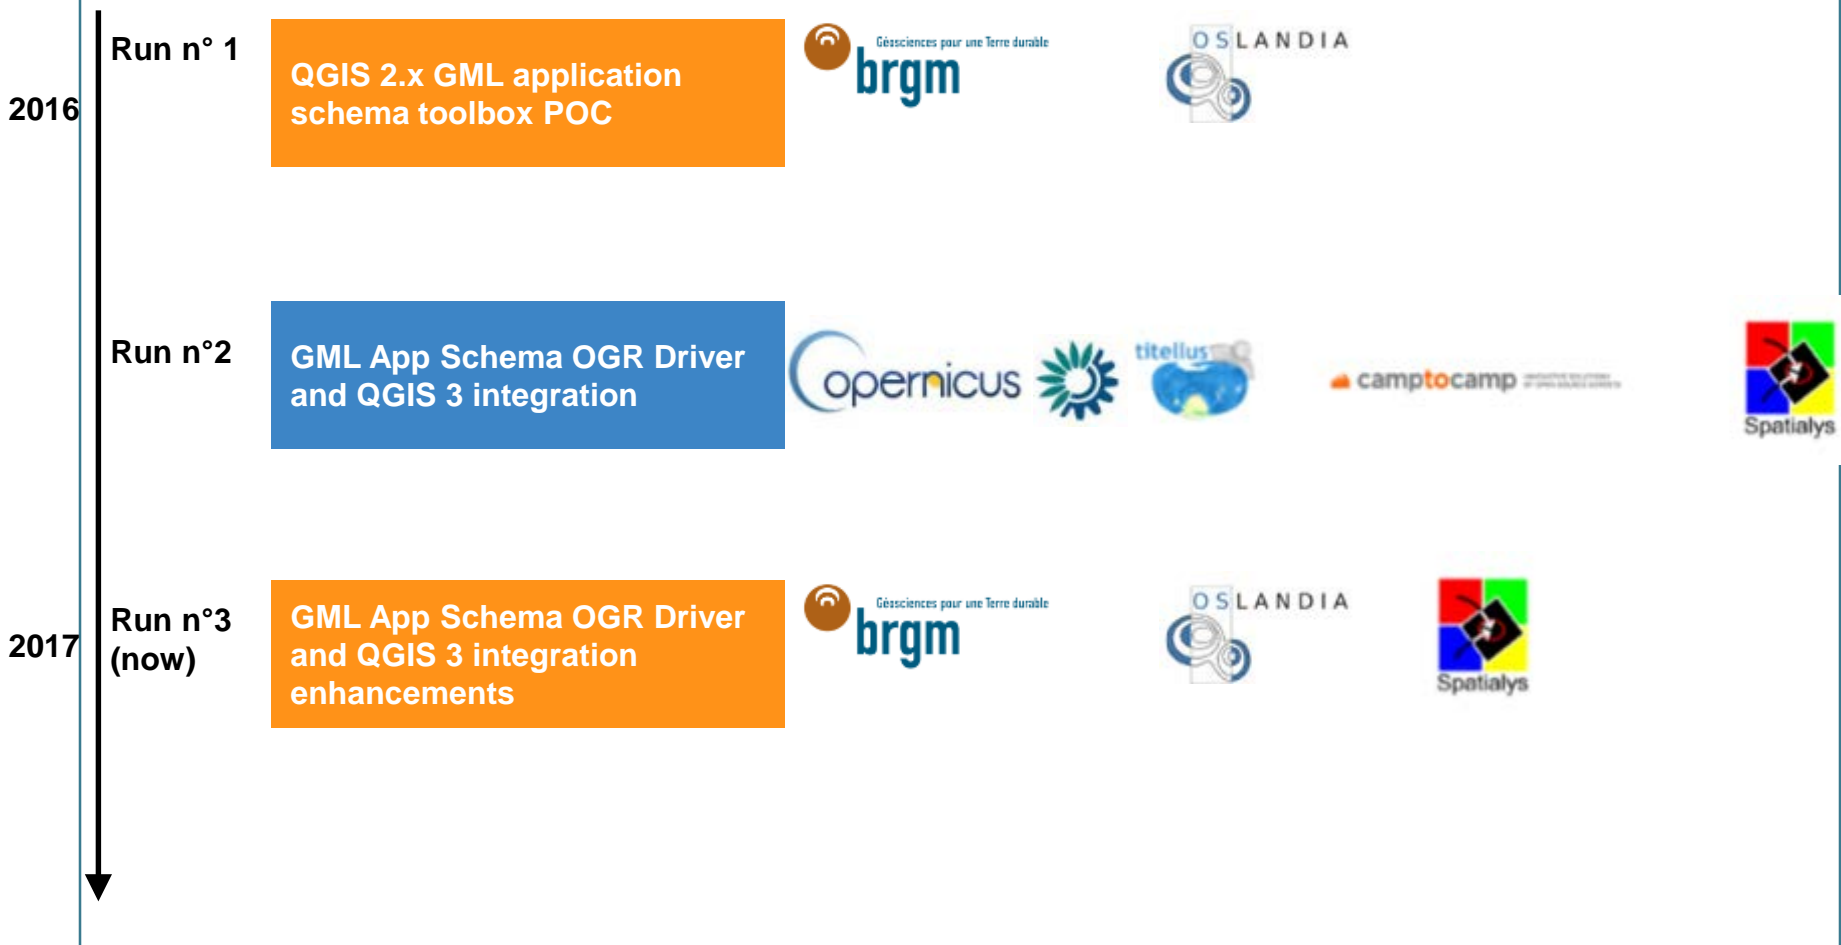 2016
Run n° 1
QGIS 2.x GML application
schema toolbox POC
Géosciences pour une Terre durable
brgm
OSLANDIA
Run n°2
GML App Schema OGR Driver
and QGIS 3 integration
opernicus
titellus
camptocamp
Spatialys
2017
Run n°3
(now)
GML App Schema OGR Driver
and QGIS 3 integration
enhancements
Géosciences pour une Terre durable
brgm
OSLANDIA
Spatialys